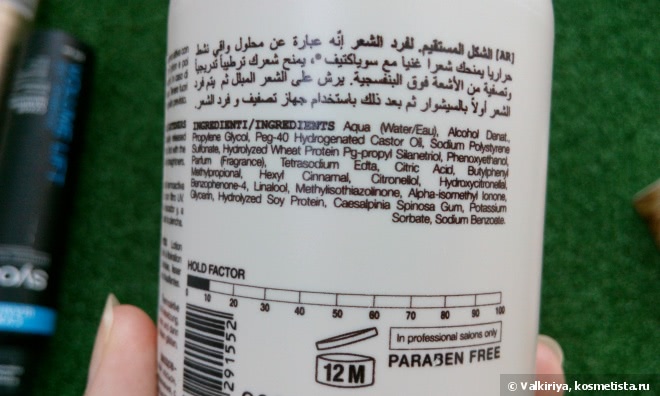 [AR] الشكل المستقيم. لفرد الشعر إنّه عبارة عن محلول واقي نشط
حراريا يمنحك شعرا غنيا مع سوياكتيف ®، يمنح شعرك ترطيباً تدريجياً
وتصفية من الأشعة فوق البنفسجية. يرش على الشعر المبلل ثم يتم فرد
الشعر أولاً بالسيشوار ثم بعد ذلك باستخدام جهاز تصفيف و فرد الشعر.
INGREDIENTI/INGREDIENTS Aqua (Water/Eau), Alcohol Denat.,
Propylene Glycol, Peg-40 Hydrogenated Castor Oil, Sodium Polystyrene
Sulfonate, Hydrolyzed Wheat Protein Pg-propyl Silanetriol, Phenoxyethanol,
Parfum (Fragrance), Tetrasodium Edta, Citric Acid, Butylphenyl
Methylpropional, Hexyl Cinnamal, Citronellol, Hydroxycitronellal,
Benzophenone-4, Linalool, Methylisothiazolinone, Alpha-isomethyl Ionone,
Glycerin, Hydrolyzed Soy Protein, Caesalpinia Spinosa Gum, Potassium
Sorbate, Sodium Benzoate.
HOLD FACTOR
0 10 20 30 40 50 60 70 80 90 100
In professional salons only
PARABEN FREE
12 M
291552
syo
© Valkiriya, kosmetista.ru